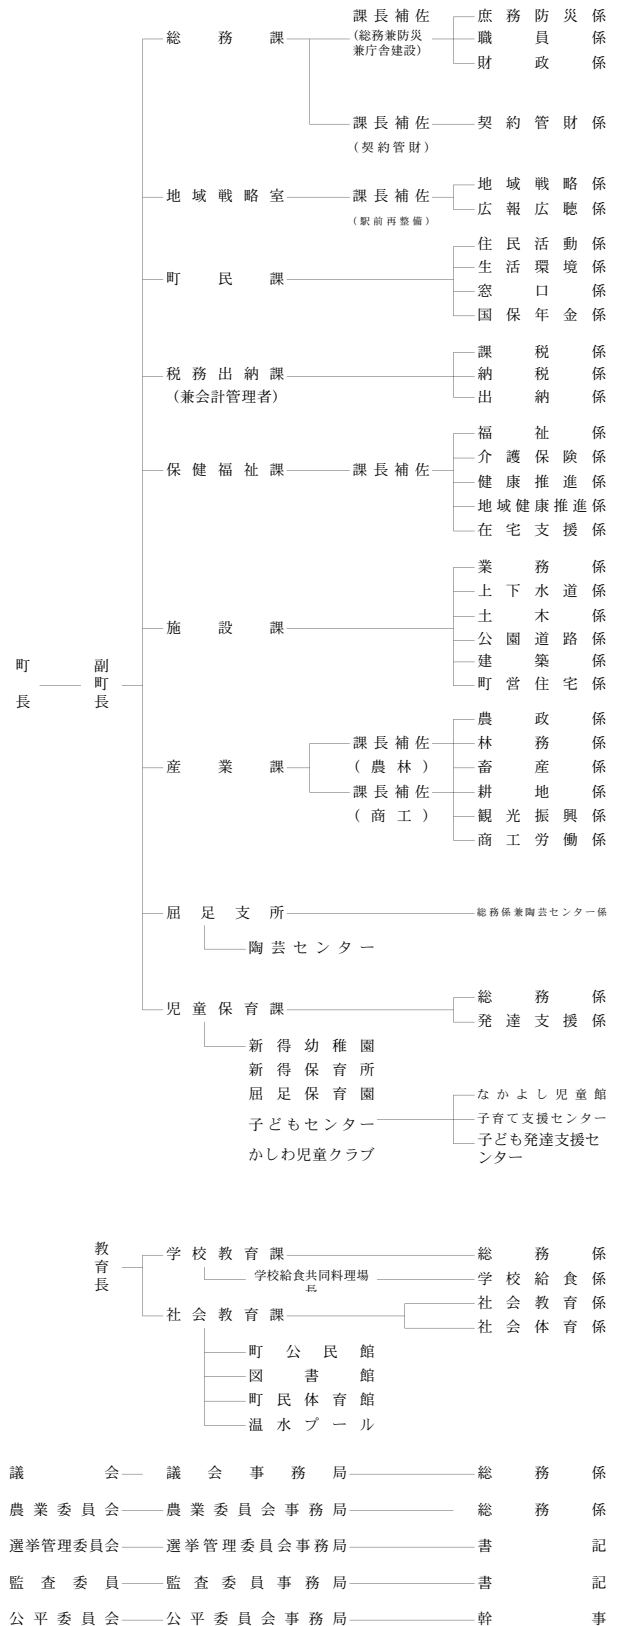 課長補佐 庶務防災係
総務課 (総務兼防災 職員係
兼庁舎建設)
財政係
課長補佐 契約管財係
(契約管財)
地域戦略係
地域戦略室 課長補佐
広報広聴係
(駅前再整備)
住民活動係
生活環境係
町民課
窓口係
国保年金係
課税係
税務出納課 納税係
(兼会計管理者) 出納係
福祉係
介護保険係
保健福祉課 課長補佐
健康推進係
地域健康推進係
在宅支援係
業務係
上下水道係
土木係
施設課
公園道路係
建築係
町営住宅係
町長 副町長
農政係
課長補佐 林務係
産業課 (農林) 畜産係
課長補佐 耕地係
(商工) 観光振興係
商工労働係
屈足支所 総務係兼陶芸センター係
陶芸センター
総務係
児童保育課
発達支援係
新得幼稚園
新得保育所
屈足保育園 なかよし児童館
子どもセンター 子育て支援センター
子ども発達支援セ
ンター
かしわ児童クラブ
教育長
学校教育課 総務係
学校給食共同料理場 学校給食係
長
社会教育係
社会教育課
社会体育係
町公民館
図書館
町民体育館
温水プール
議会 議会事務局 総務係
農業委員会 農業委員会事務局 総務係
選挙管理委員会 選挙管理委員会事務局 書記
監査委員 監査委員事務局 書記
公平委員会 公平委員会事務局 幹事